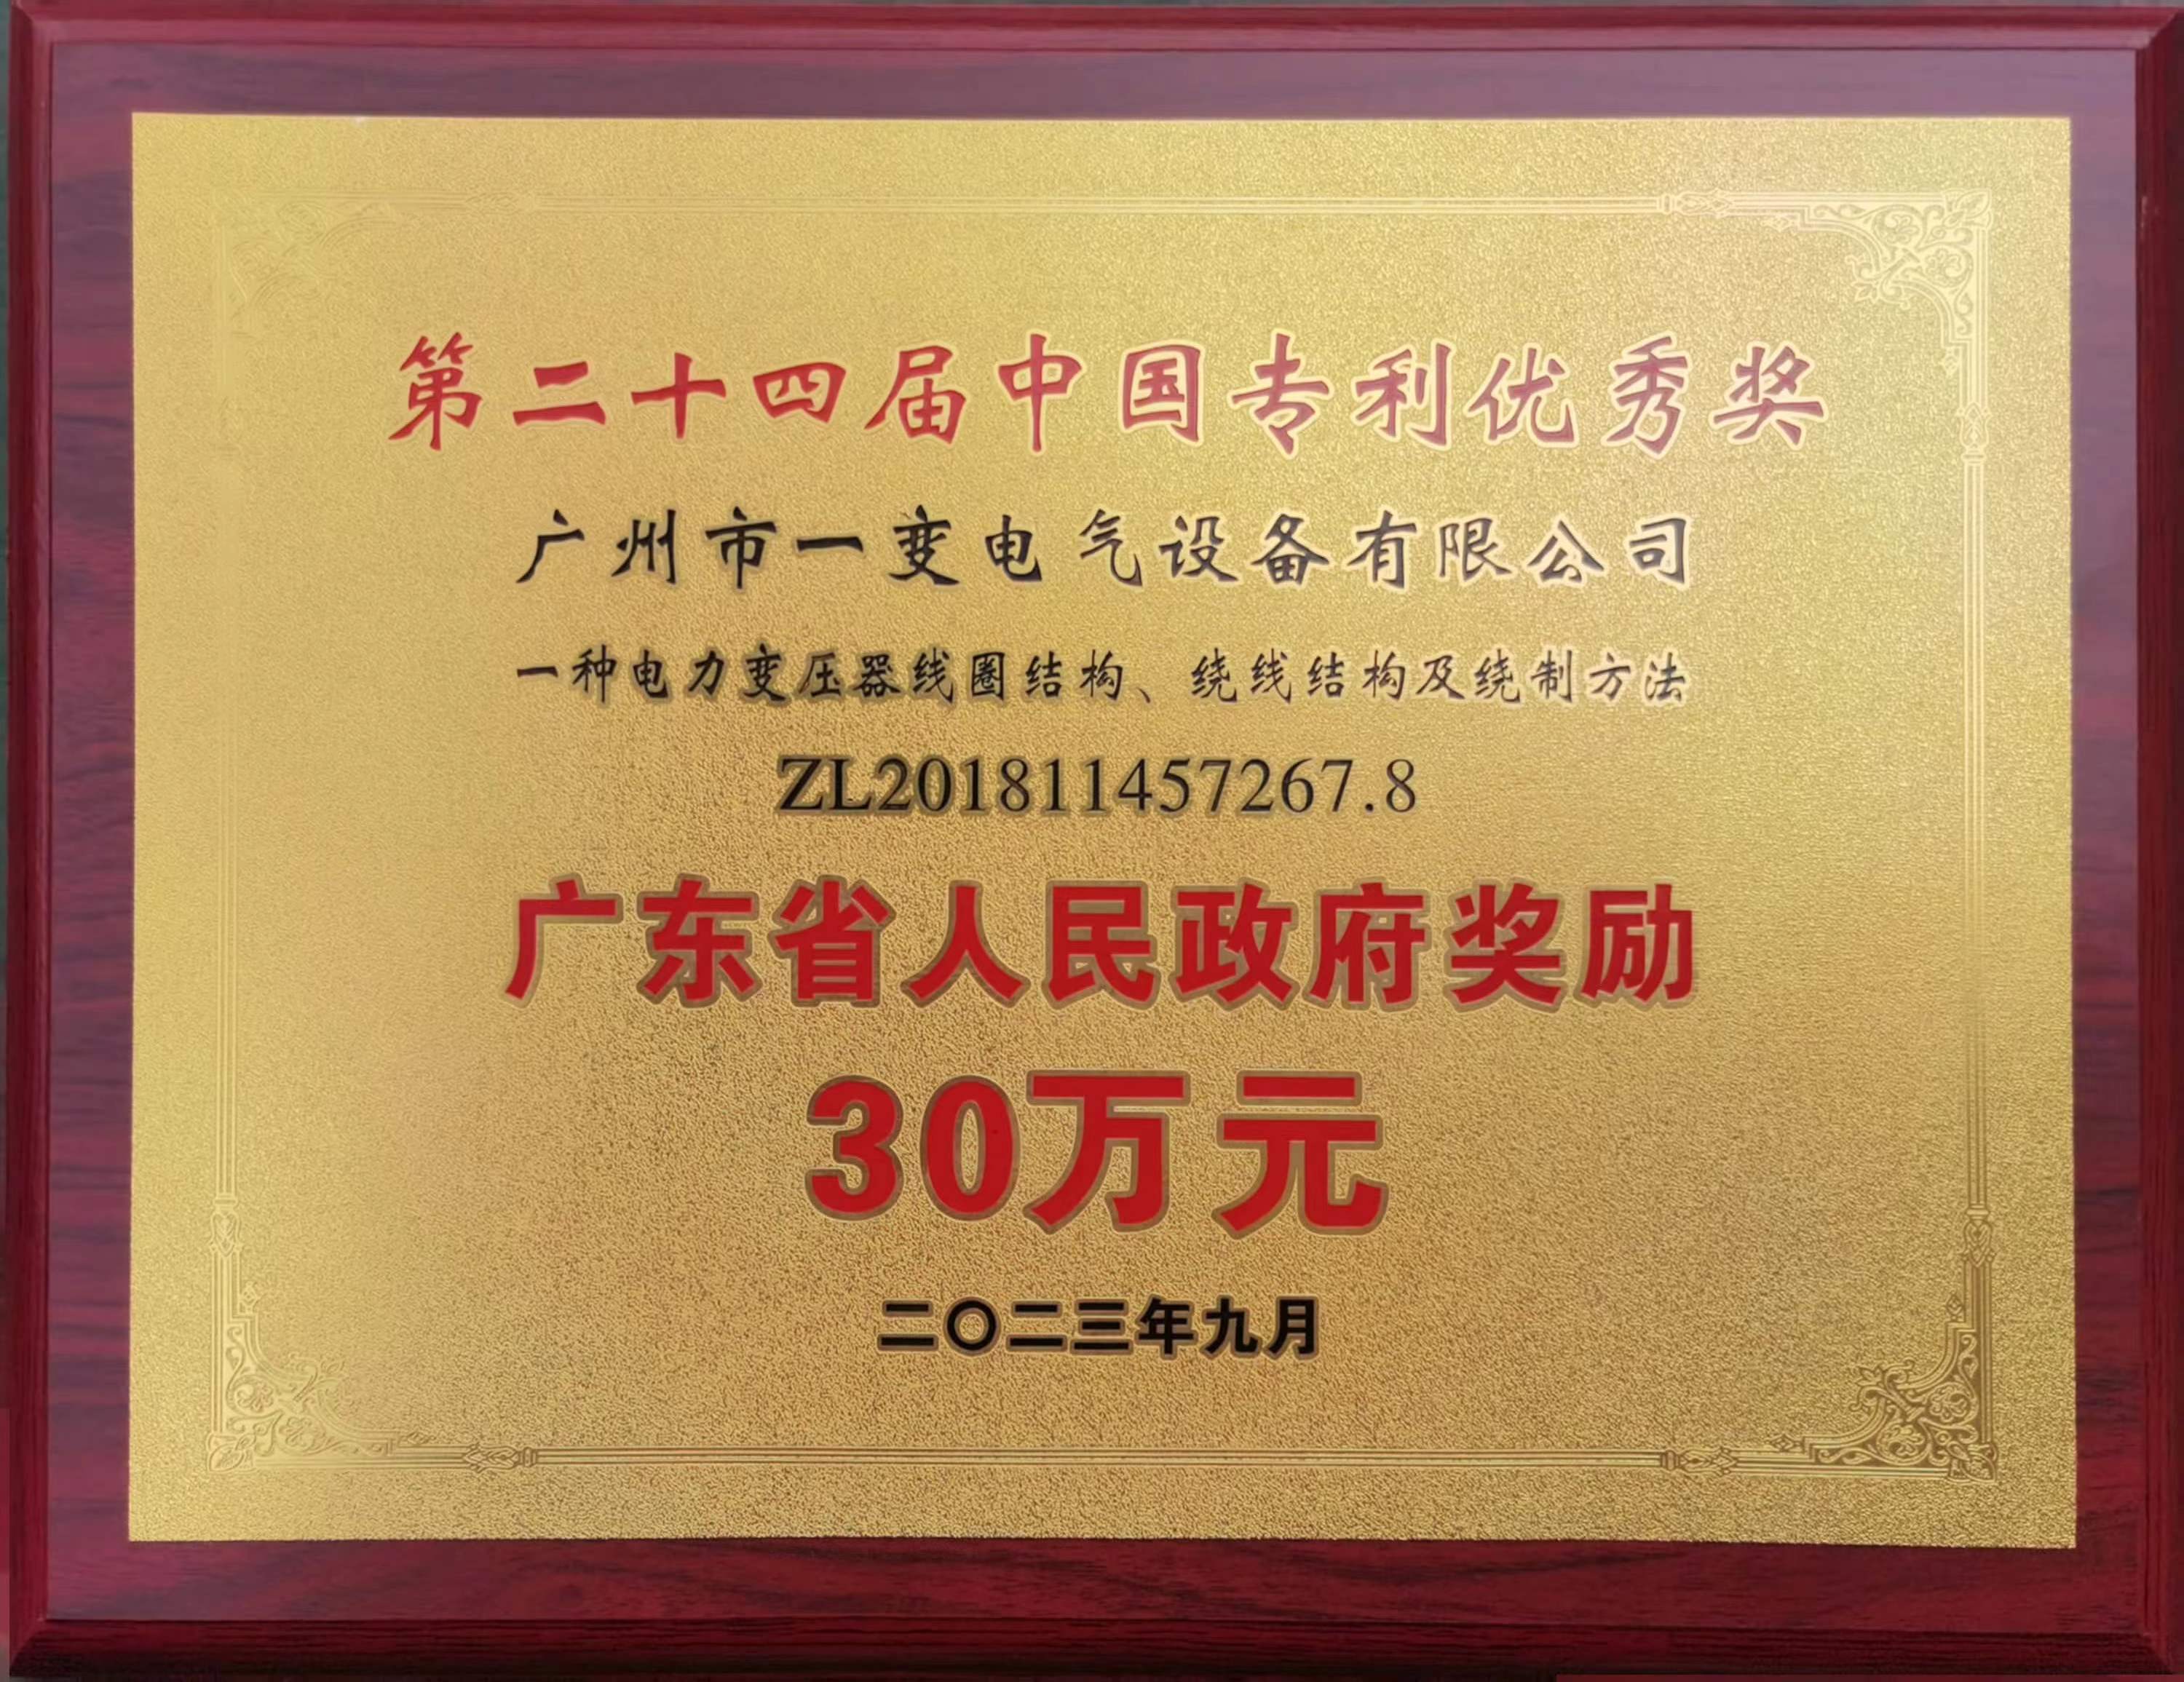 第二十四届中国专利优秀奖
广州市一变电气设备有限公司
一种电力变压器线圈结构、绕线结构及绕制方法
ZL201811457267.8
广东省人民政府奖励
30万元
二〇二三年九月